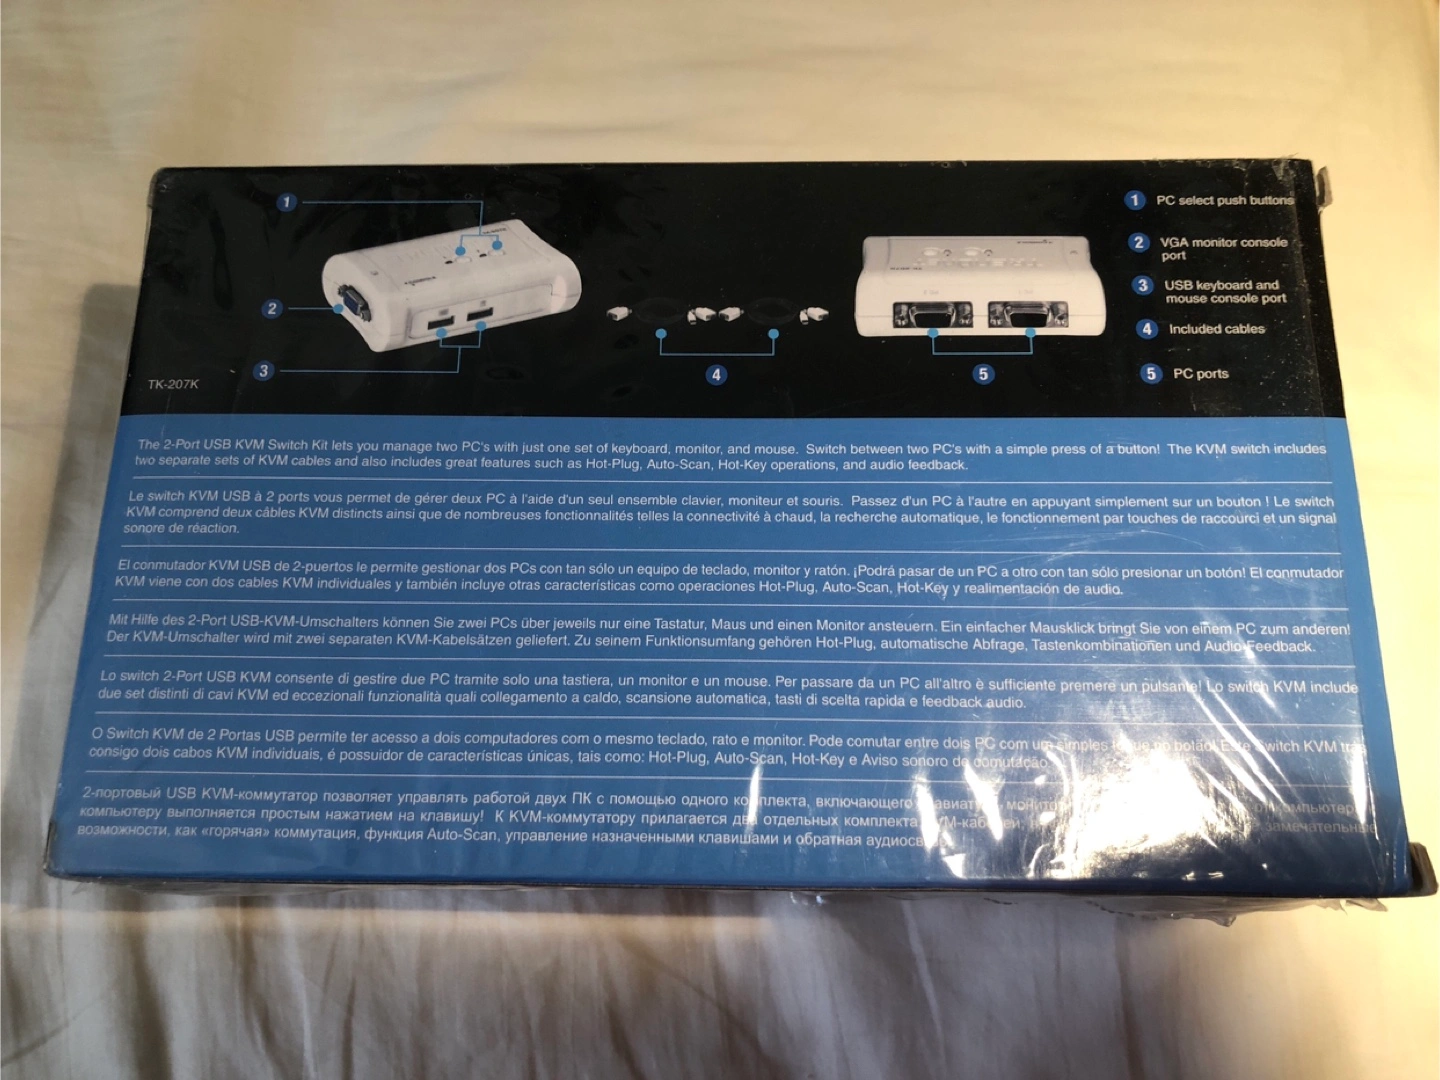 1
1 PC select push buttons
2 VGA monitor console
port
3 USB keyboard and
mouse console port
2
4 Included cables
3
4
5
5 PC ports
TK-207K
The 2-Port USB KVM Switch Kit lets you manage two PC's with just one set of keyboard, monitor, and mouse. Switch between two PC's with a simple press of a button! The KVM switch includes
two separate sets of KVM cables and also includes great features such as Hot-Plug, Auto-Scan, Hot-Key operations, and audio feedback.
Le switch KVM USB à 2 ports vous permet de gérer deux PC à l'aide d'un seul ensemble clavier, moniteur et souris. Passez d'un PC à l'autre en appuyant simplement sur un bouton ! Le switch
KVM comprend deux câbles KVM distincts ainsi que de nombreuses fonctionnalités telles la connectivité à chaud, la recherche automatique, le fonctionnement par touches de raccourci et un signal
sonore de réaction.
El conmutador KVM USB de 2-puertos le permite gestionar dos PCs con tan sólo un equipo de teclado, monitor y ratón. ¡Podrá pasar de un PC a otro con tan sólo presionar un botón! El conmutador
KVM viene con dos cables KVM individuales y también incluye otras características como operaciones Hot-Plug, Auto-Scan, Hot-Key y realimentación de audio.
Mit Hilfe des 2-Port USB-KVM-Umschalters können Sie zwei PCs über jeweils nur eine Tastatur, Maus und einen Monitor ansteuern. Ein einfacher Mausklick bringt Sie von einem PC zum anderen!
Der KVM-Umschalter wird mit zwei separaten KVM-Kabelsätzen geliefert. Zu seinem Funktionsumfang gehören Hot-Plug, automatische Abfrage, Tastenkombinationen und Audio-Feedback.
Lo switch 2-Port USB KVM consente di gestire due PC tramite solo una tastiera, un monitor e un mouse. Per passare da un PC all'altro è sufficiente premere un pulsante! Lo switch KVM include
due set distinti di cavi KVM ed eccezionali funzionalità quali collegamento a caldo, scansione automatica, tasti di scelta rapida e feedback audio.
O Switch KVM de 2 Portas USB permite ter acesso a dois computadores com o mesmo teclado, rato e monitor. Pode comutar entre dois PC com um simples toque no botão! Este Switch KVM trás
consigo dois cabos KVM individuais, é possuidor de características únicas, tais como: Hot-Plug, Auto-Scan, Hot-Key e Aviso sonoro de comutação.
2-портовый USB KVM-коммутатор позволяет управлять работой двух ПК с помощью одного комплекта, включающего
компьютеру выполняется простым нажатием на клавишу! К KVM-коммутатору прилагается два отдельных комплекта замечательные
возможности, как «горячая» коммутация, функция Auto-Scan, управление назначенными клавишами и обратная